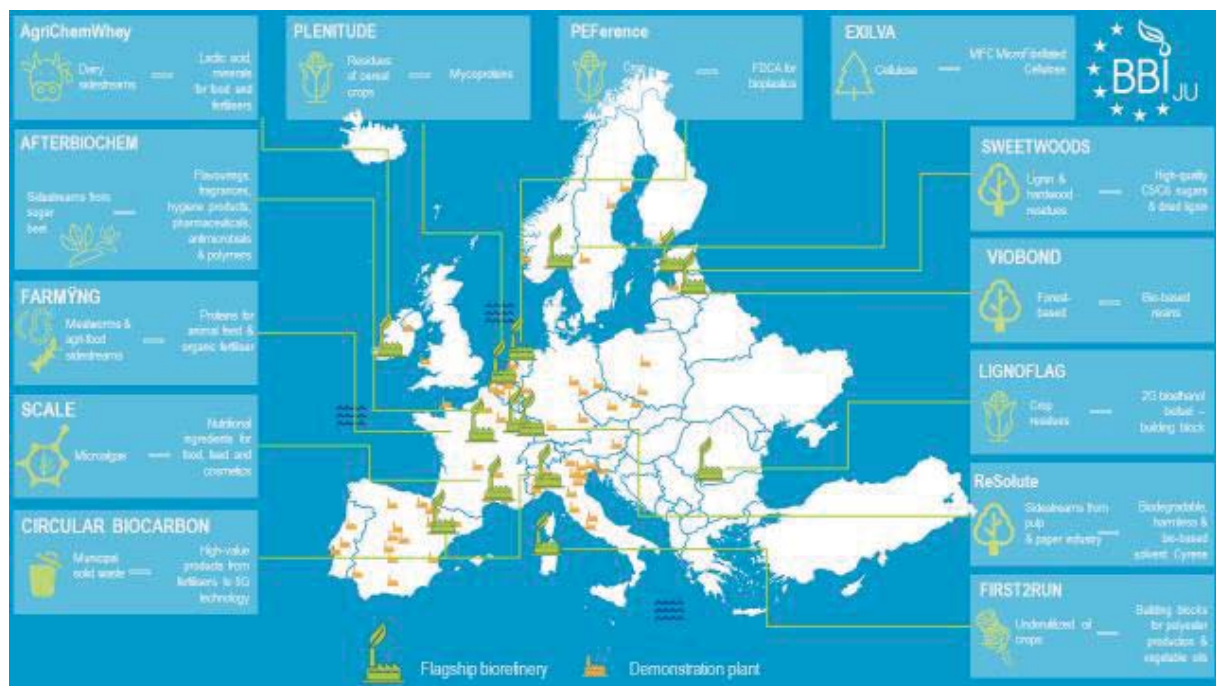 AgriChemWhey
Dairy
sidestreams
Lactic acid,
minerals
for food and
fertilisers
PLENITUDE
Residues
of cereal
crops
Mycoproteins
PEFerence
Crop
FDCA for
bioplastics
EXILVA
Cellulose
MFC MicroFibrillated
Cellulose
BBI JU
AFTERBIOCHEM
Sidestreams from
sugar
beet
Flavourings,
fragrances,
hygiene products,
pharmaceuticals,
antimicrobials
& polymers
SWEETWOODS
Lignin &
hardwood
residues
High-quality
C5/C6 sugars
& dried lignin
VIOBOND
Forest-
based
Bio-based
resins
FARMŸNG
Mealworms &
agri-food
sidestreams
Proteins for
animal feed &
organic fertiliser
LIGNOFLAG
Crop
residues
2G bioethanol
biofuel –
building block
SCALE
Microalgae
Nutritional
ingredients for
food, feed and
cosmetics
ReSolute
Sidestreams from
pulp
& paper industry
Biodegradable,
harmless &
bio-based
solvent Cyrene
CIRCULAR BIOCARBON
Municipal
solid waste
High-value
products from
fertilisers to 5G
technology
FIRST2RUN
Underutilized oil
crops
Building blocks
for polyester
production &
vegetable oils
Flagship biorefinery
Demonstration plant